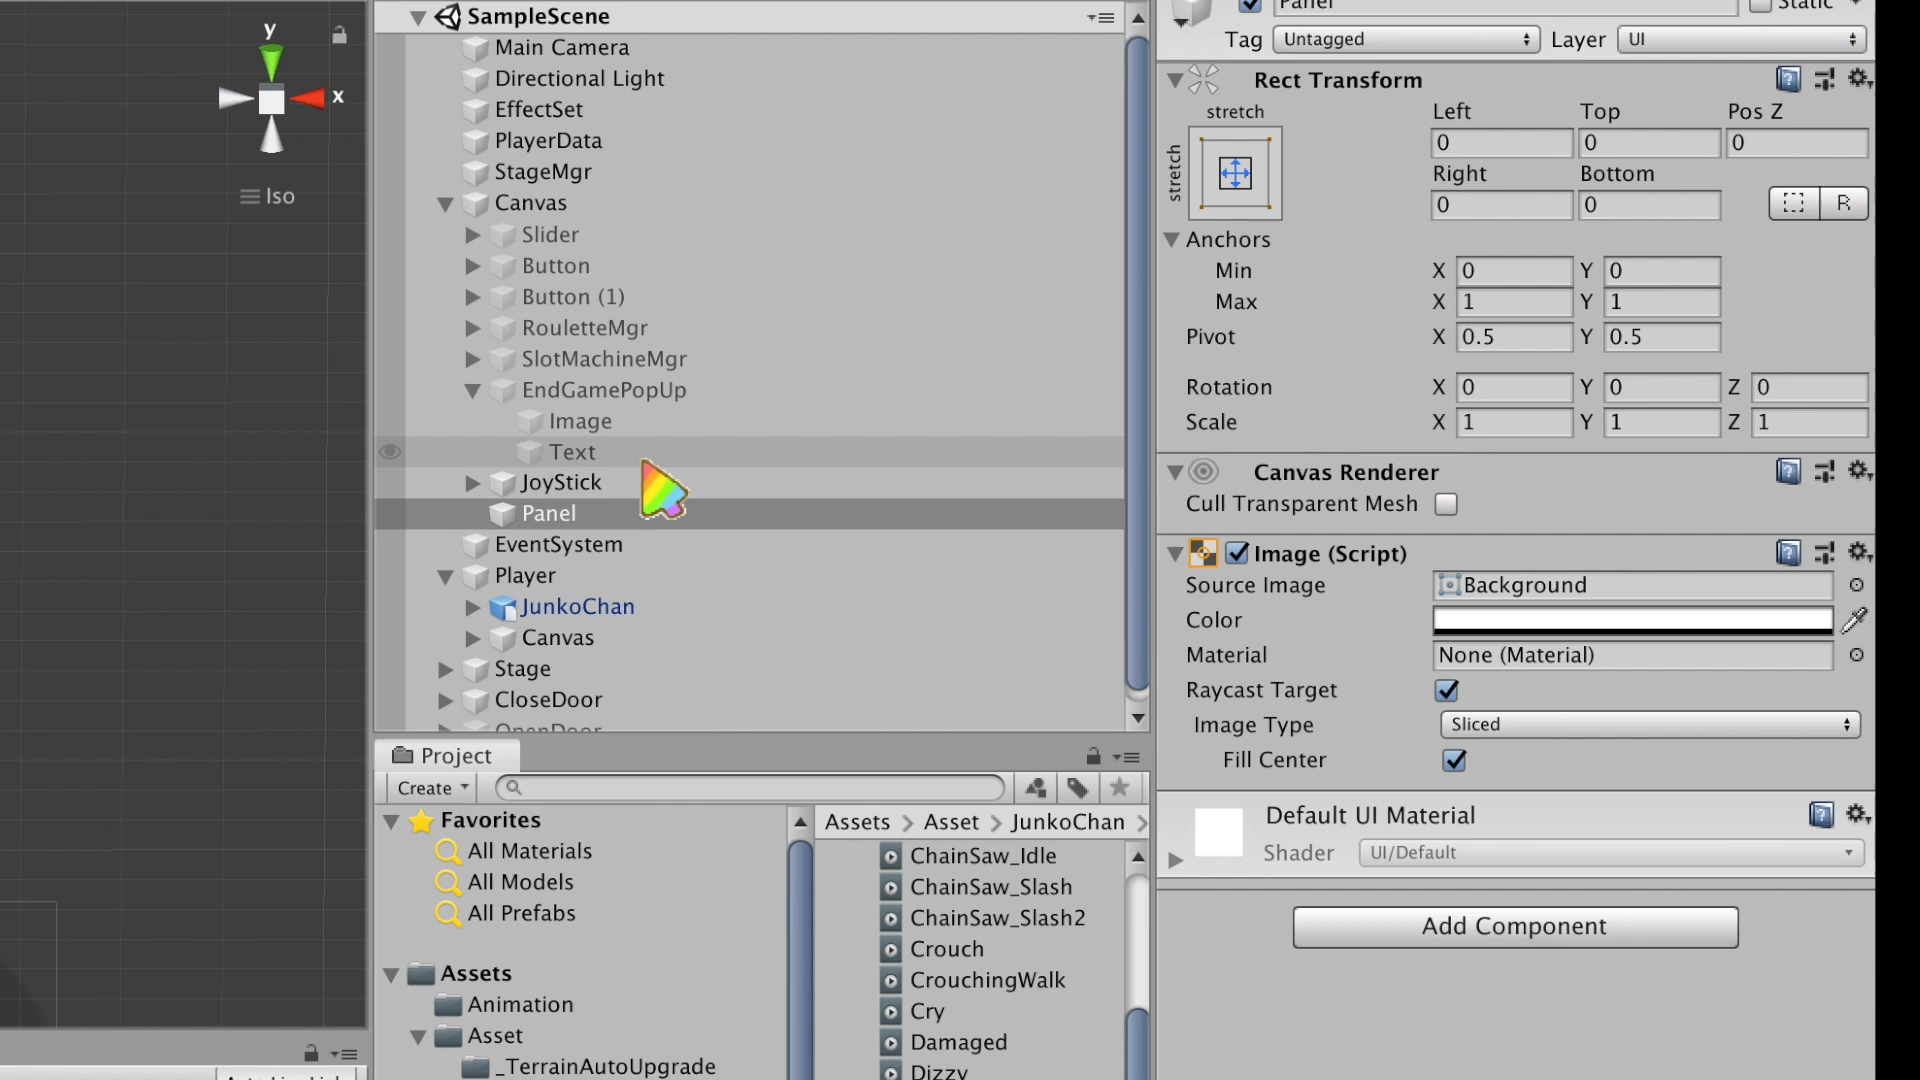 y
x
Iso
SampleScene
Main Camera
Directional Light
EffectSet
PlayerData
StageMgr
Canvas
Slider
Button
Button (1)
RouletteMgr
SlotMachineMgr
EndGamePopUp
Image
Text
JoyStick
Panel
EventSystem
Player
JunkoChan
Canvas
Stage
CloseDoor
OpenDoor
Project
Create
Favorites
All Materials
All Models
All Prefabs
Assets
Animation
Asset
_TerrainAutoUpgrade
Assets > Asset > JunkoChan >
ChainSaw_Idle
ChainSaw_Slash
ChainSaw_Slash2
Crouch
CrouchingWalk
Cry
Damaged
Dizzy
Panel
Static
Tag Untagged Layer UI
Rect Transform
stretch
stretch
Left Top Pos Z
0 0 0
Right Bottom
0 0
R
Anchors
Min X 0 Y 0
Max X 1 Y 1
Pivot X 0.5 Y 0.5
Rotation X 0 Y 0 Z 0
Scale X 1 Y 1 Z 1
Canvas Renderer
Cull Transparent Mesh
Image (Script)
Source Image Background
Color
Material None (Material)
Raycast Target
Image Type Sliced
Fill Center
Default UI Material
Shader UI/Default
Add Component